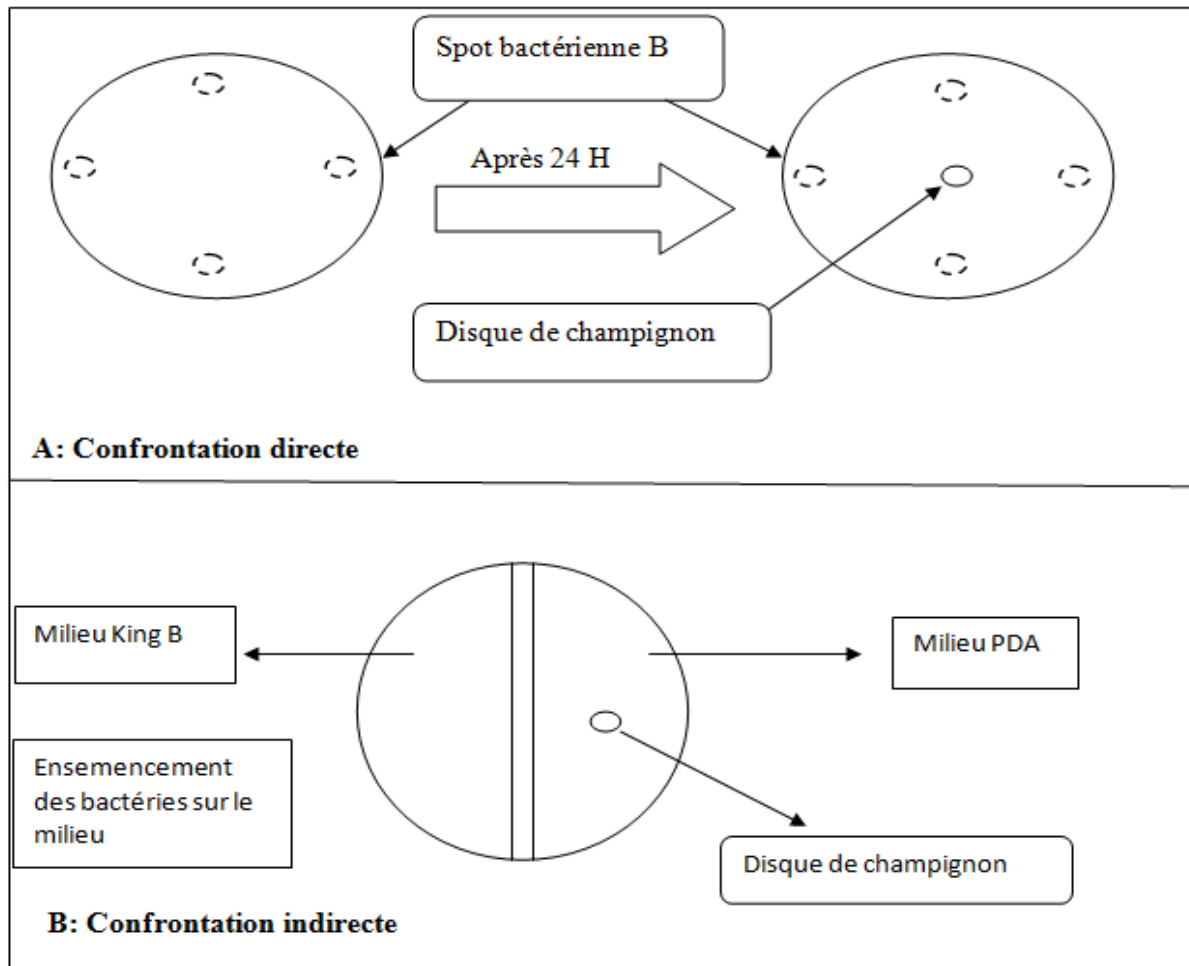 Spot bactérienne B
Après 24 H
Disque de champignon
A: Confrontation directe
Milieu King B
Milieu PDA
Ensemencement
des bactéries sur le
milieu
Disque de champignon
B: Confrontation indirecte